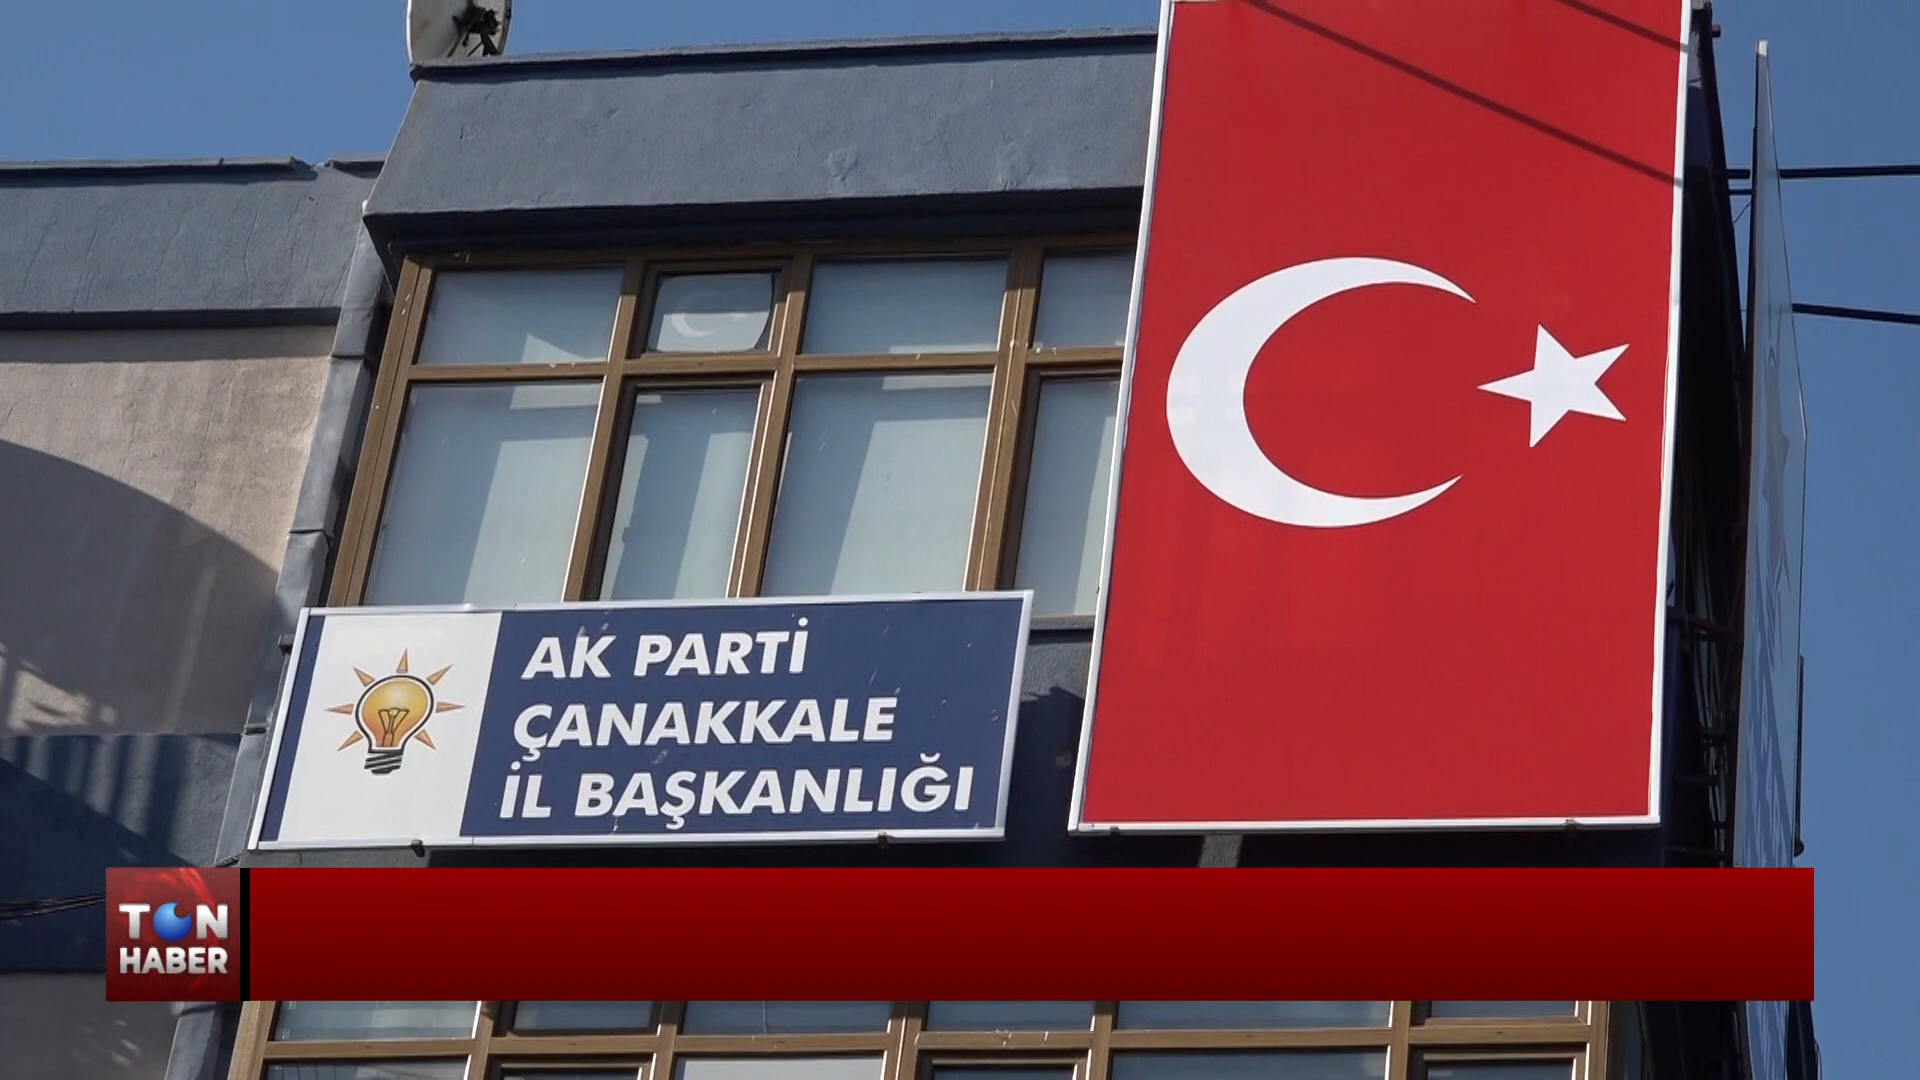 AK PARTİ
ÇANAKKALE
İL BAŞKANLIĞI
TON
HABER